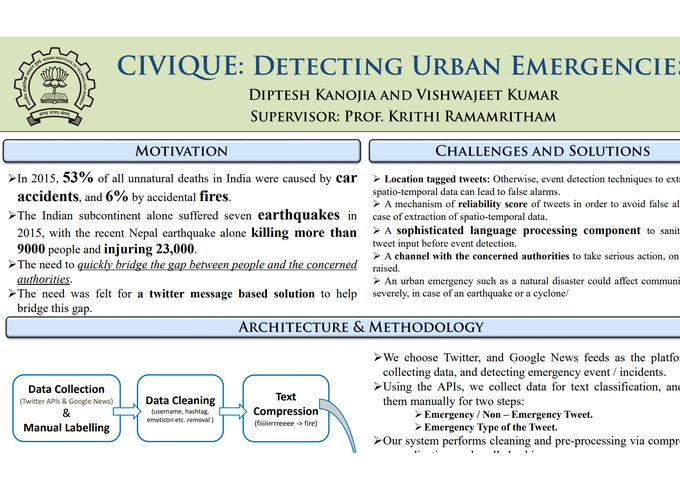 CIVIQUE: DETECTING URBAN EMERGENCIES
DIPTESH KANOJIA AND VISHWAJEET KUMAR
SUPERVISOR: PROF. KRITHI RAMAMRITHAM
MOTIVATION
➢In 2015, 53% of all unnatural deaths in India were caused by car
accidents, and 6% by accidental fires.
➢The Indian subcontinent alone suffered seven earthquakes in
2015, with the recent Nepal earthquake alone killing more than
9000 people and injuring 23,000.
➢The need to quickly bridge the gap between people and the concerned
authorities.
➢The need was felt for a twitter message based solution to help
bridge this gap.
CHALLENGES AND SOLUTIONS
➢ Location tagged tweets: Otherwise, event detection techniques to
spatio-temporal data can lead to false alarms.
➢ A mechanism of reliability score of tweets in order to avoid false
case of extraction of spatio-temporal data.
➢ A sophisticated language processing component to
tweet input before event detection.
➢ A channel with the concerned authorities to take serious action, on
raised.
➢ An urban emergency such as a natural disaster could affect
severely, in case of an earthquake or a cyclone/
ARCHITECTURE & METHODOLOGY
Data Collection
(Twitter APIs & Google News)
&
Manual Labelling
Data Cleaning
(username, hashtag,
emoticon etc. removal )
Text
Compression
(fiiiiirrrreeeee -> fire)
➢We choose Twitter, and Google News feeds as the
collecting data, and detecting emergency event / incidents.
➢Using the APIs, we collect data for text classification, and
them manually for two steps:
➢ Emergency / Non – Emergency Tweet.
➢ Emergency Type of the Tweet.
➢Our system performs cleaning and pre-processing via